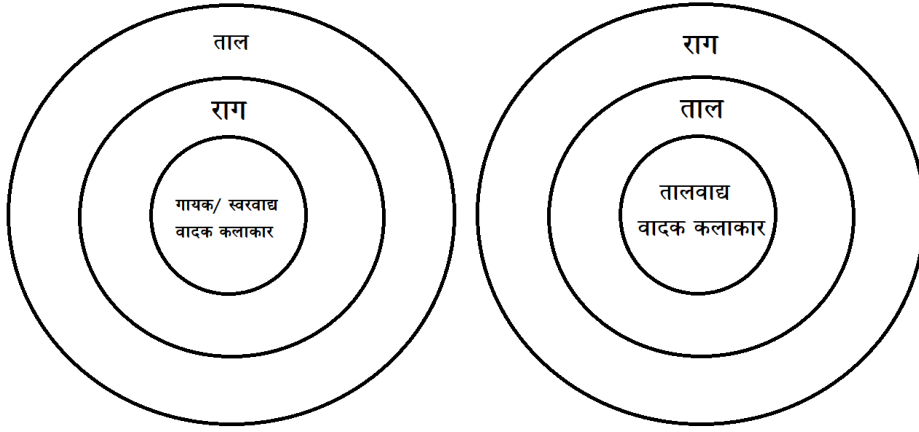 ताल
राग
गायक/ स्वरवाद्य
वादक कलाकार
राग
ताल
तालवाद्य
वादक कलाकार